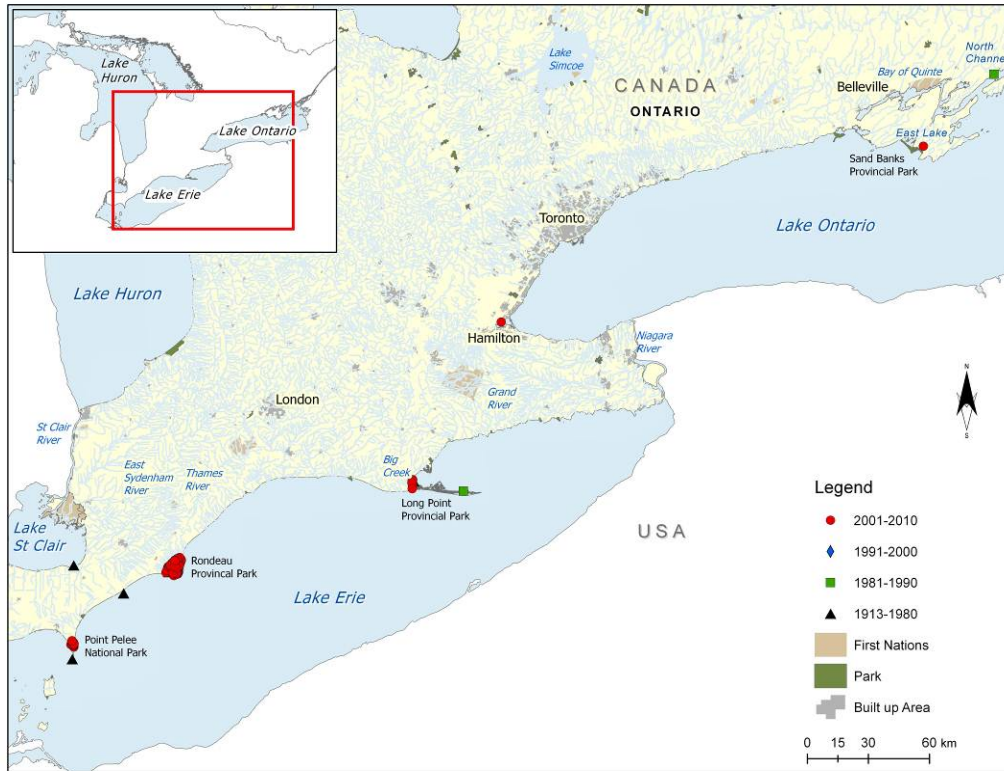 Lake
Huron
Lake Ontario
Lake Erie
Lake
Simcoe
CANADA
ONTARIO
North
Channe
Bay of Quinte
Belleville
East Lake
Sand Banks
Provincial Park
Toronto
Lake Ontario
Lake Huron
Hamilton
Niagara
River
Grand
River
London
St Clair
River
East
Sydenham
River
Thames
River
Big
Creek
Long Point
Provincial Park
Lake
St Clair
Rondeau
Provincal Park
USA
Lake Erie
Point Pelee
National Park
N
S
Legend
2001-2010
1991-2000
1981-1990
1913-1980
First Nations
Park
Built up Area
0 15 30 60 km